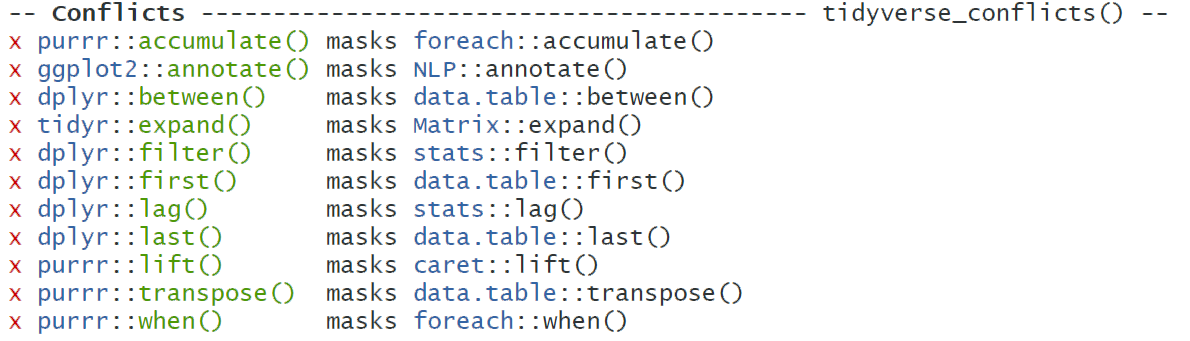 -- Conflicts ------------------------------------------ tidyverse_conflicts() --
x purrr::accumulate() masks foreach::accumulate()
x ggplot2::annotate() masks NLP::annotate()
x dplyr::between()    masks data.table::between()
x tidyr::expand()     masks Matrix::expand()
x dplyr::filter()     masks stats::filter()
x dplyr::first()      masks data.table::first()
x dplyr::lag()        masks stats::lag()
x dplyr::last()       masks data.table::last()
x purrr::lift()       masks caret::lift()
x purrr::transpose()  masks data.table::transpose()
x purrr::when()       masks foreach::when()